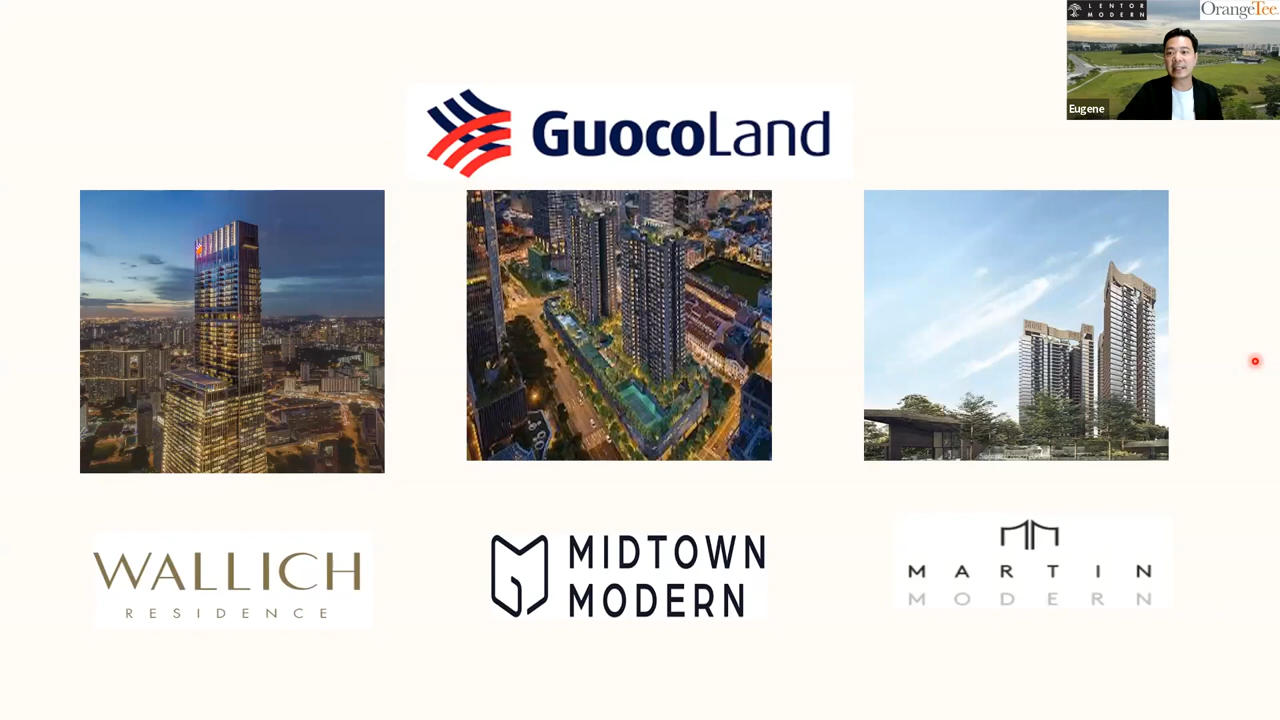 LENTOR
MODERN
OrangeTee
Eugene
GUOCOLAND
WALLICH
RESIDENCE
MIDTOWN
MODERN
MARTIN
MODERN